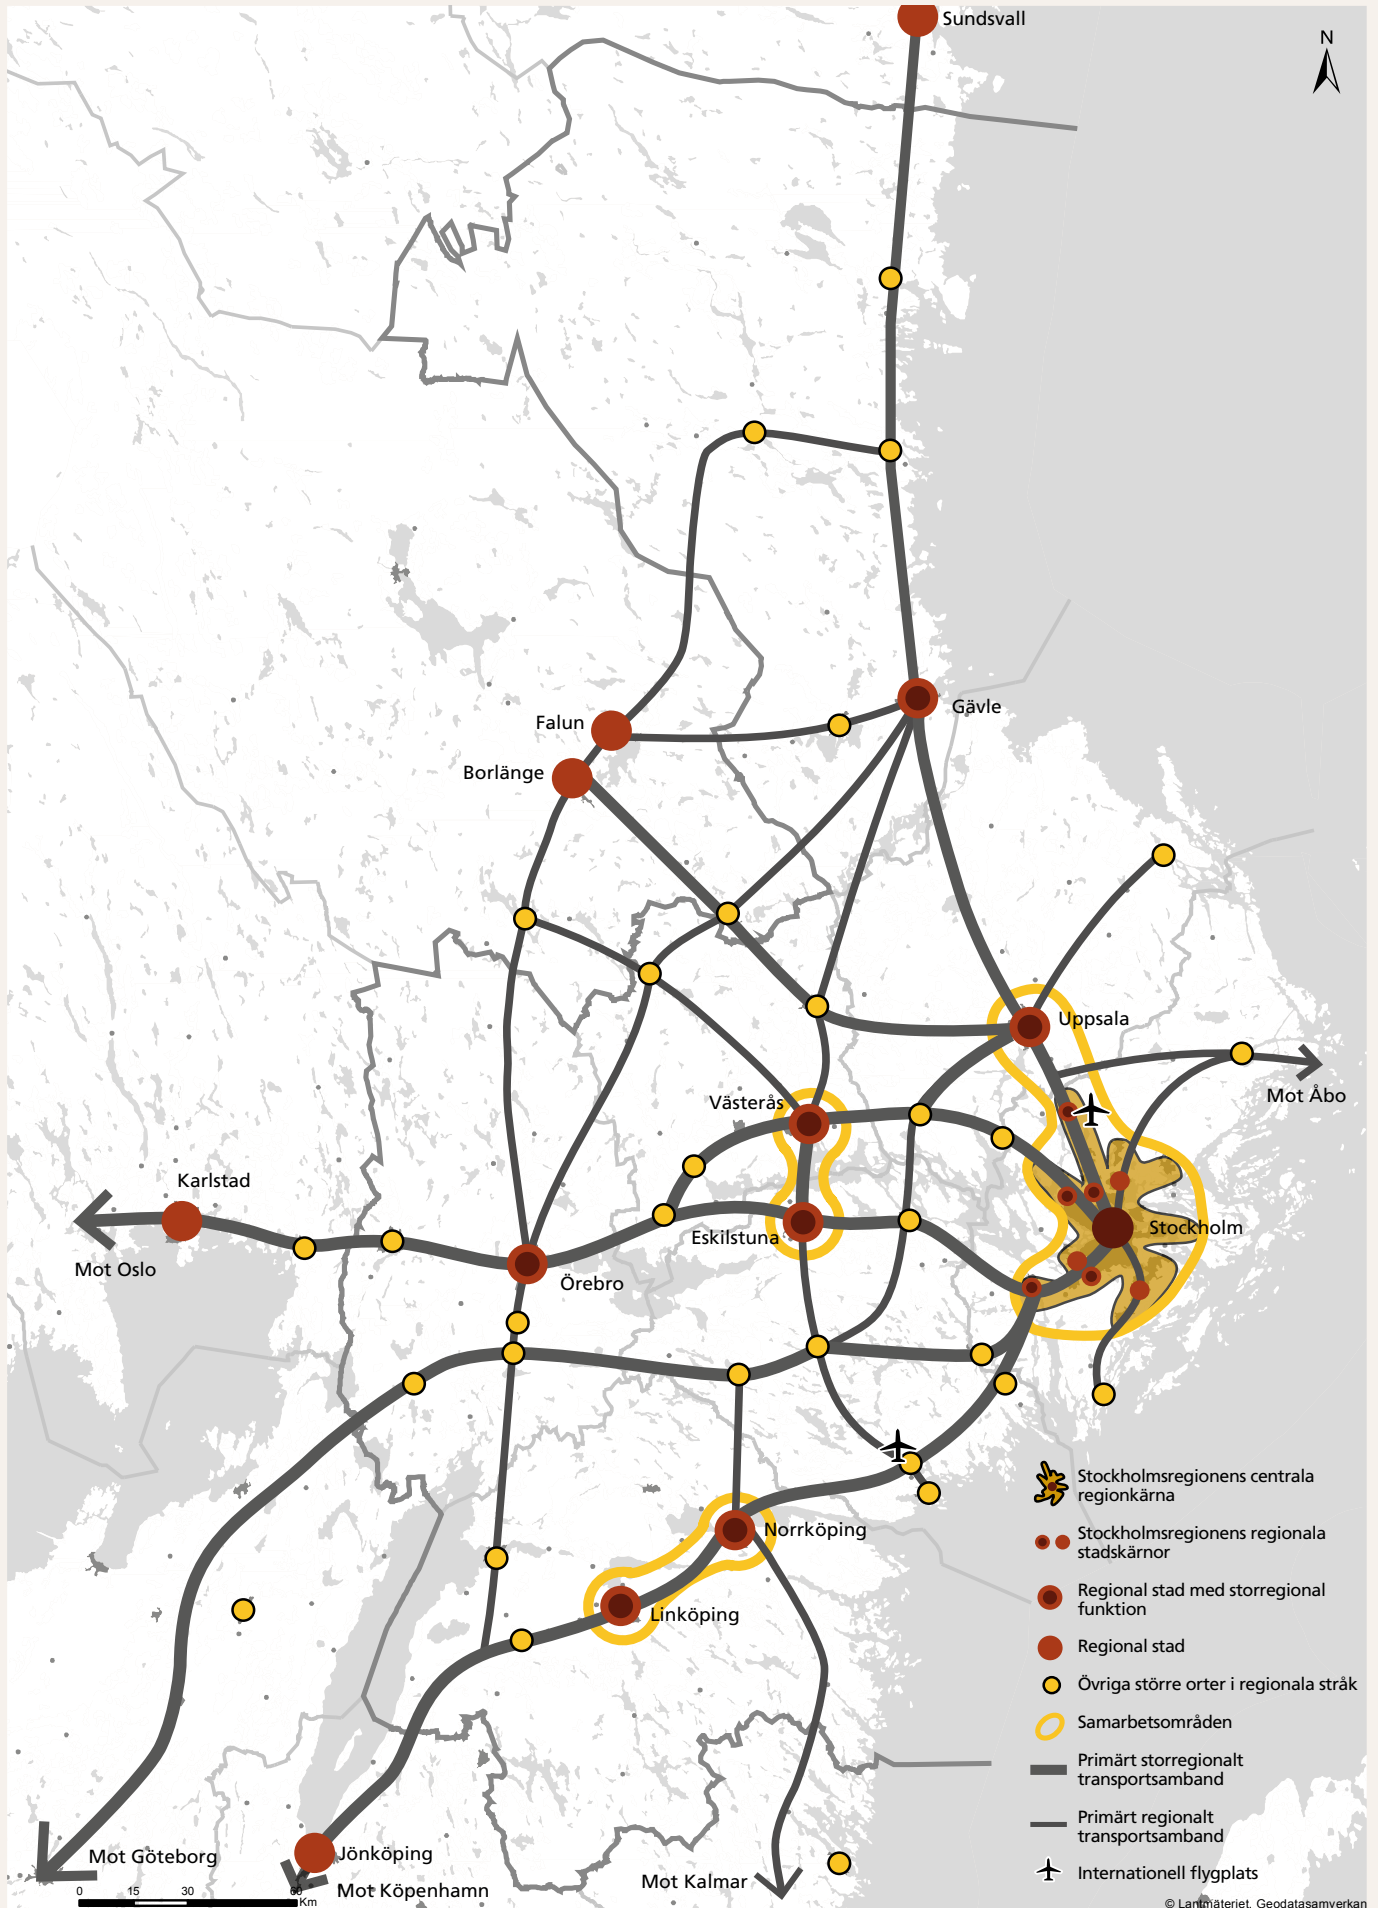 Sundsvall
N
Gävle
Falun
Borlänge
Uppsala
Mot Åbo
Västerås
Karlstad
Stockholm
Eskilstuna
Mot Oslo
Örebro
Norrköping
Linköping
Mot Göteborg
Jönköping
Mot Köpenhamn
Mot Kalmar
0 15 30 60
Km
Stockholmsregionens centrala
regionkärna
Stockholmsregionens regionala
stadskärnor
Regional stad med storregional
funktion
Regional stad
Övriga större orter i regionala stråk
Samarbetsområden
Primärt storregionalt
transportsamband
Primärt regionalt
transportsamband
Internationell flygplats
© Lantmäteriet, Geodatasamverkan